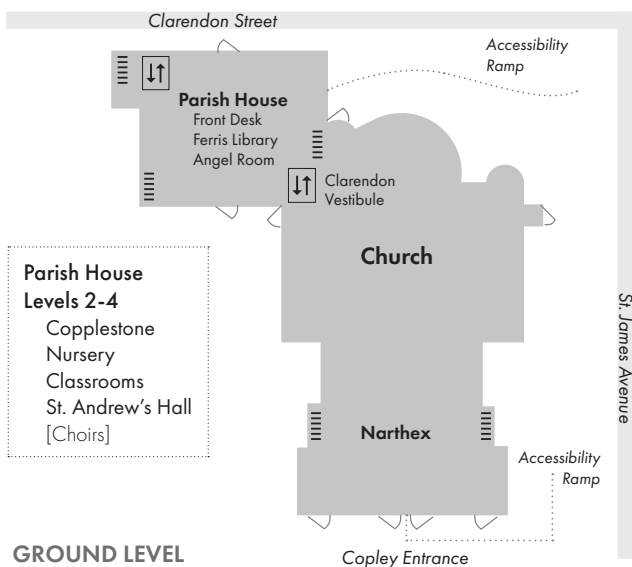 Clarendon Street
Accessibility
Ramp
Parish House
Front Desk
Ferris Library
Angel Room
Clarendon
Vestibule
Church
Parish House
Levels 2-4
Copplestone
Nursery
Classrooms
St. Andrew's Hall
[Choirs]
St. James Avenue
Narthex
Accessibility
Ramp
GROUND LEVEL
Copley Entrance